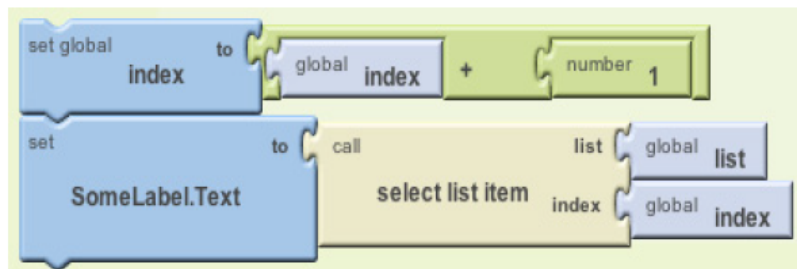 set global index to global index + number 1
set SomeLabel.Text to call select list item list global list
index global index